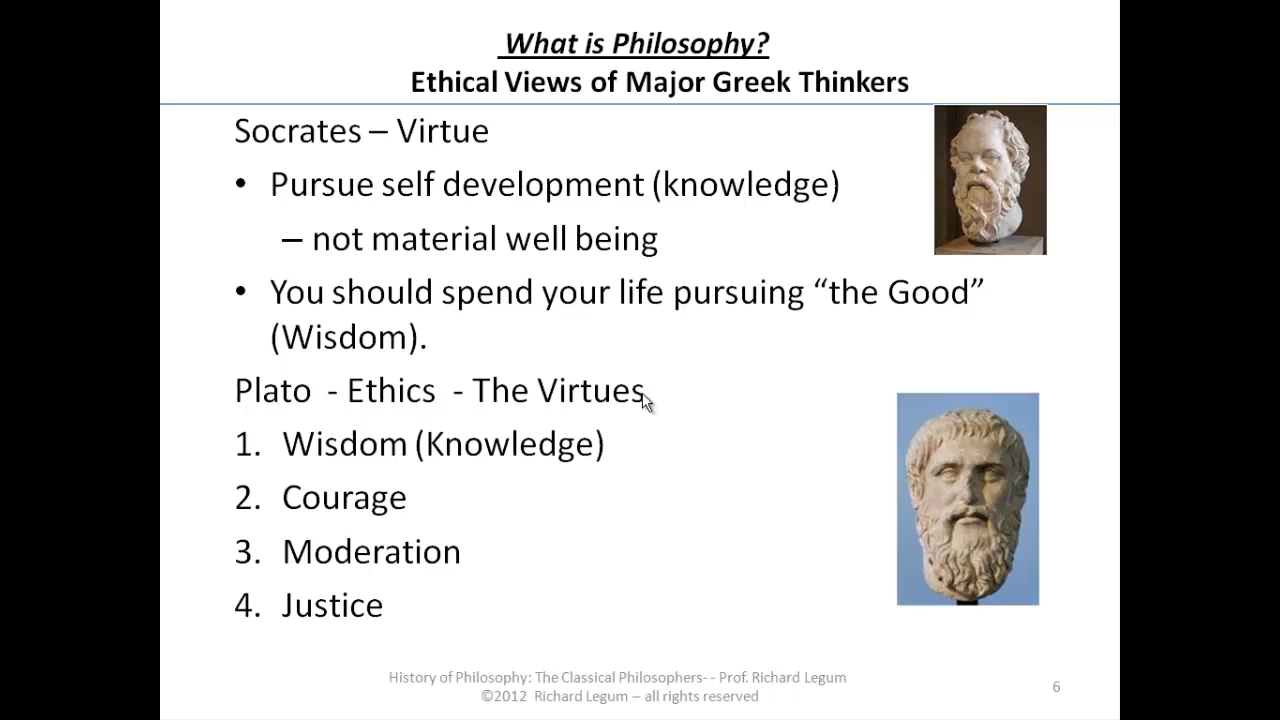 What is Philosophy?
Ethical Views of Major Greek Thinkers
Socrates – Virtue
• Pursue self development (knowledge)
– not material well being
• You should spend your life pursuing “the Good”
(Wisdom).
Plato - Ethics - The Virtues
1. Wisdom (Knowledge)
2. Courage
3. Moderation
4. Justice
History of Philosophy: The Classical Philosophers- - Prof. Richard Legum
©2012 Richard Legum – all rights reserved
6